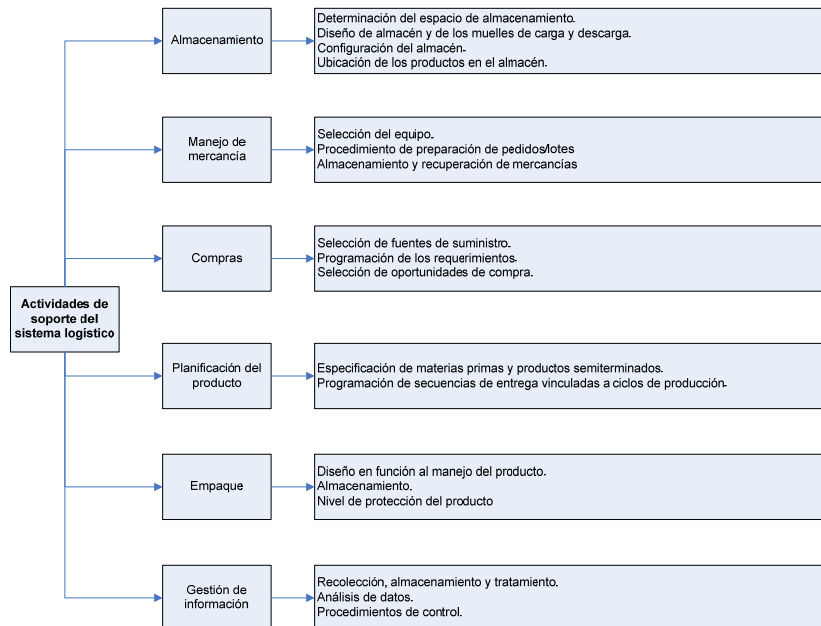 Actividades de
soporte del
sistema logístico
Almacenamiento
Determinación del espacio de almacenamiento.
Diseño de almacén y de los muelles de carga y descarga.
Configuración del almacén.
Ubicación de los productos en el almacén.
Manejo de
mercancía
Selección del equipo.
Procedimiento de preparación de pedidos/lotes
Almacenamiento y recuperación de mercancías
Compras
Selección de fuentes de suministro.
Programación de los requerimientos.
Selección de oportunidades de compra.
Planificación del
producto
Especificación de materias primas y productos semiterminados.
Programación de secuencias de entrega vinculadas a ciclos de producción.
Empaque
Diseño en función al manejo del producto.
Almacenamiento.
Nivel de protección del producto
Gestión de
información
Recolección, almacenamiento y tratamiento.
Análisis de datos.
Procedimientos de control.